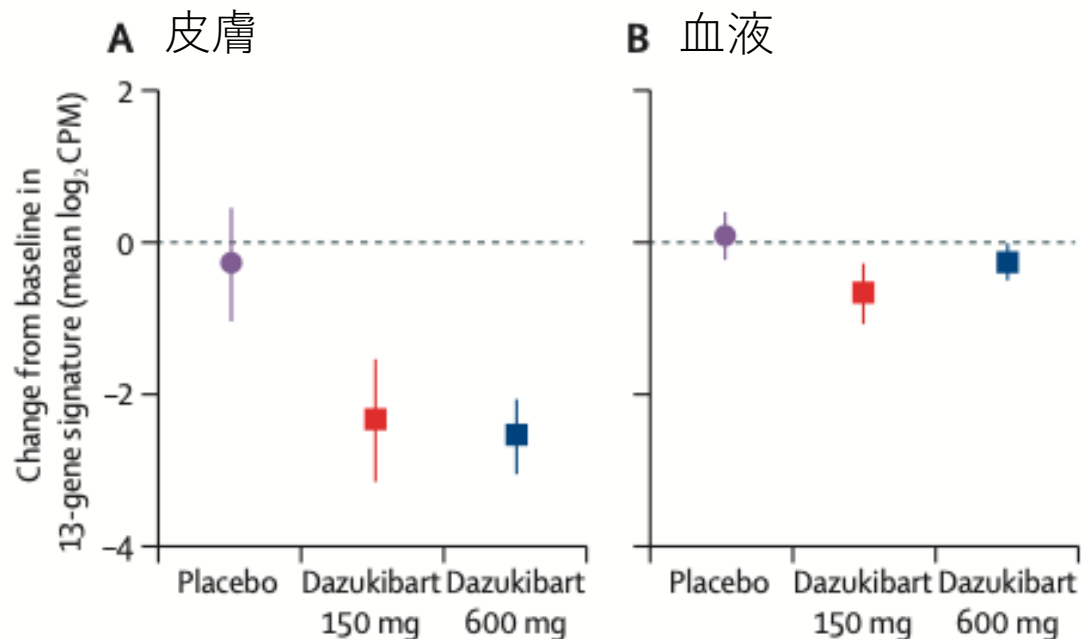 A 皮膚
B 血液
Change from baseline in
13-gene signature (mean log₂ CPM)
2
0
−2
−4
Placebo
Dazukibart
150 mg
Dazukibart
600 mg
Placebo
Dazukibart
150 mg
Dazukibart
600 mg